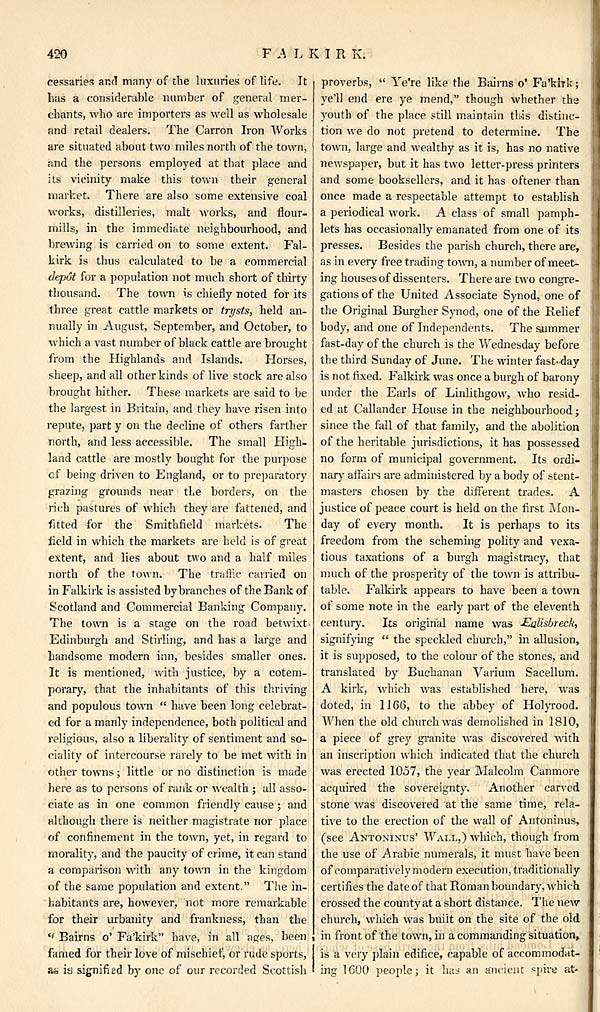 420
FALKIRK.
cessaries and many of the luxuries of life. It
has a considerable number of general mer-
chants, who are importers as well as wholesale
and retail dealers. The Carron Iron Works
are situated about two miles north of the town,
and the persons employed at that place and
its vicinity make this town their general
market. There are also some extensive coal
works, distilleries, malt works, and flour-
mills, in the immediate neighbourhood, and
brewing is carried on to some extent. Fal-
kirk is thus calculated to be a commercial
depôt for a population not much short of thirty
thousand. The town is chiefly noted for its
three great cattle markets or trysts, held an-
nually in August, September, and October, to
which a vast number of black cattle are brought
from the Highlands and Islands. Horses,
sheep, and all other kinds of live stock are also
brought hither. These markets are said to be
the largest in Britain, and they have risen into
repute, part y on the decline of others farther
north, and less accessible. The small High-
land cattle are mostly bought for the purpose
of being driven to England, or to preparatory
grazing grounds near the borders, on the
rich pastures of which they are fattened, and
fitted for the Smithfield markets. The
field in which the markets are held is of great
extent, and lies about two and a half miles
north of the town. The traffic carried on
in Falkirk is assisted by branches of the Bank of
Scotland and Commercial Banking Company.
The town is a stage on the road betwixt
Edinburgh and Stirling, and has a large and
handsome modern inn, besides smaller ones.
It is mentioned, with justice, by a cotem-
porary, that the inhabitants of this thriving
and populous town “ have been long celebrat-
ed for a manly independence, both political and
religious, also a liberality of sentiment and so-
ciality of intercourse rarely to be met with in
other towns ; little or no distinction is made
here as to persons of rank or wealth ; all asso-
ciate as in one common friendly cause ; and
although there is neither magistrate nor place
of confinement in the town, yet, in regard to
morality, and the paucity of crime, it can stand
a comparison with any town in the kingdom
of the same population and extent.” The in-
habitants are, however, not more remarkable
for their urbanity and frankness, than the
“ Bairns o’ Fa’kirk” have, in all ages, been
famed for their love of mischief, or rude sports,
as is signified by one of our recorded Scottish
proverbs, “ Ye’re like the Bairns o’ Fa’kirk ;
ye’ll end ere ye mend,” though whether the
youth of the place still maintain this distinc-
tion we do not pretend to determine. The
town, large and wealthy as it is, has no native
newspaper, but it has two letter-press printers
and some booksellers, and it has oftener than
once made a respectable attempt to establish
a periodical work. A class of small pamph-
lets has occasionally emanated from one of its
presses. Besides the parish church, there are,
as in every free trading town, a number of meet-
ing houses of dissenters. There are two congre-
gations of the United Associate Synod, one of
the Original Burgher Synod, one of the Relief
body, and one of Independents. The summer
fast-day of the church is the Wednesday before
the third Sunday of June. The winter fast-day
is not fixed. Falkirk was once a burgh of barony
under the Earls of Linlithgow, who resid-
ed at Callander House in the neighbourhood ;
since the fall of that family, and the abolition
of the heritable jurisdictions, it has possessed
no form of municipal government. Its ordi-
nary affairs are administered by a body of stent-
masters chosen by the different trades. A
justice of peace court is held on the first Mon-
day of every month. It is perhaps to its
freedom from the scheming polity and vexa-
tious taxations of a burgh magistracy, that
much of the prosperity of the town is attribu-
table. Falkirk appears to have been a town
of some note in the early part of the eleventh
century. Its original name was Eglisbreck,
signifying “ the speckled church,” in allusion,
it is supposed, to the colour of the stones, and
translated by Buchanan Varium Sacellum.
A kirk, which was established here, was
doted, in 1166, to the abbey of Holyrood.
When the old church was demolished in 1810,
a piece of grey granite was discovered with
an inscription which indicated that the church
was erected 1057, the year Malcolm Canmore
acquired the sovereignty. Another carved
stone was discovered at the same time, rela-
tive to the erection of the wall of Antoninus,
(see ANTONINUS’ WALL,) which, though from
the use of Arabic numerals, it must have been
of comparatively modern execution, traditionally
certifies the date of that Roman boundary, which
crossed the county at a short distance. The new
church, which was built on the site of the old
in front of the town, in a commanding situation,
is a very plain edifice, capable of accommodat-
ing 1600 people ; it has an ancient spire at-